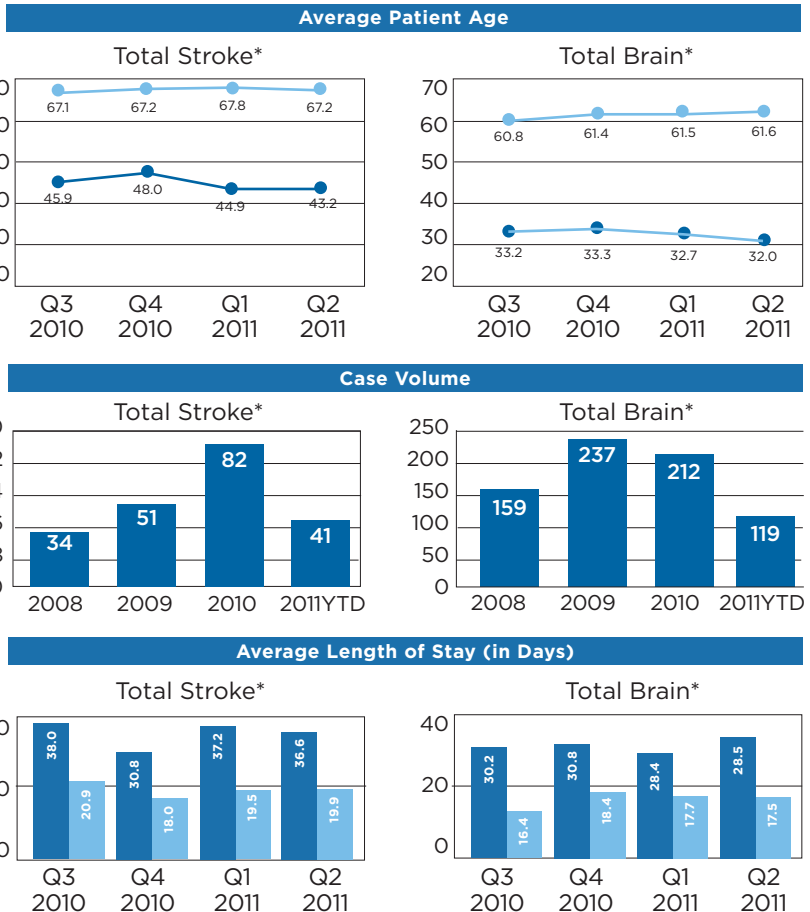 Average Patient Age
Total Stroke*
67.1 67.2 67.8 67.2
45.9 48.0 44.9 43.2
Q3 Q4 Q1 Q2
2010 2010 2011 2011
Total Brain*
70
60
50
40
30
20
60.8 61.4 61.5 61.6
33.2 33.3 32.7 32.0
Q3 Q4 Q1 Q2
2010 2010 2011 2011
Case Volume
Total Stroke*
34 51 82 41
2008 2009 2010 2011YTD
Total Brain*
250
200
150
100
50
0
159 237 212 119
2008 2009 2010 2011YTD
Average Length of Stay (in Days)
Total Stroke*
38.0 20.9 30.8 18.0 37.2 19.5 36.6 19.9
Q3 Q4 Q1 Q2
2010 2010 2011 2011
Total Brain*
40
20
0
30.2 16.4 30.8 18.4 28.4 17.7 28.5 17.5
Q3 Q4 Q1 Q2
2010 2010 2011 2011